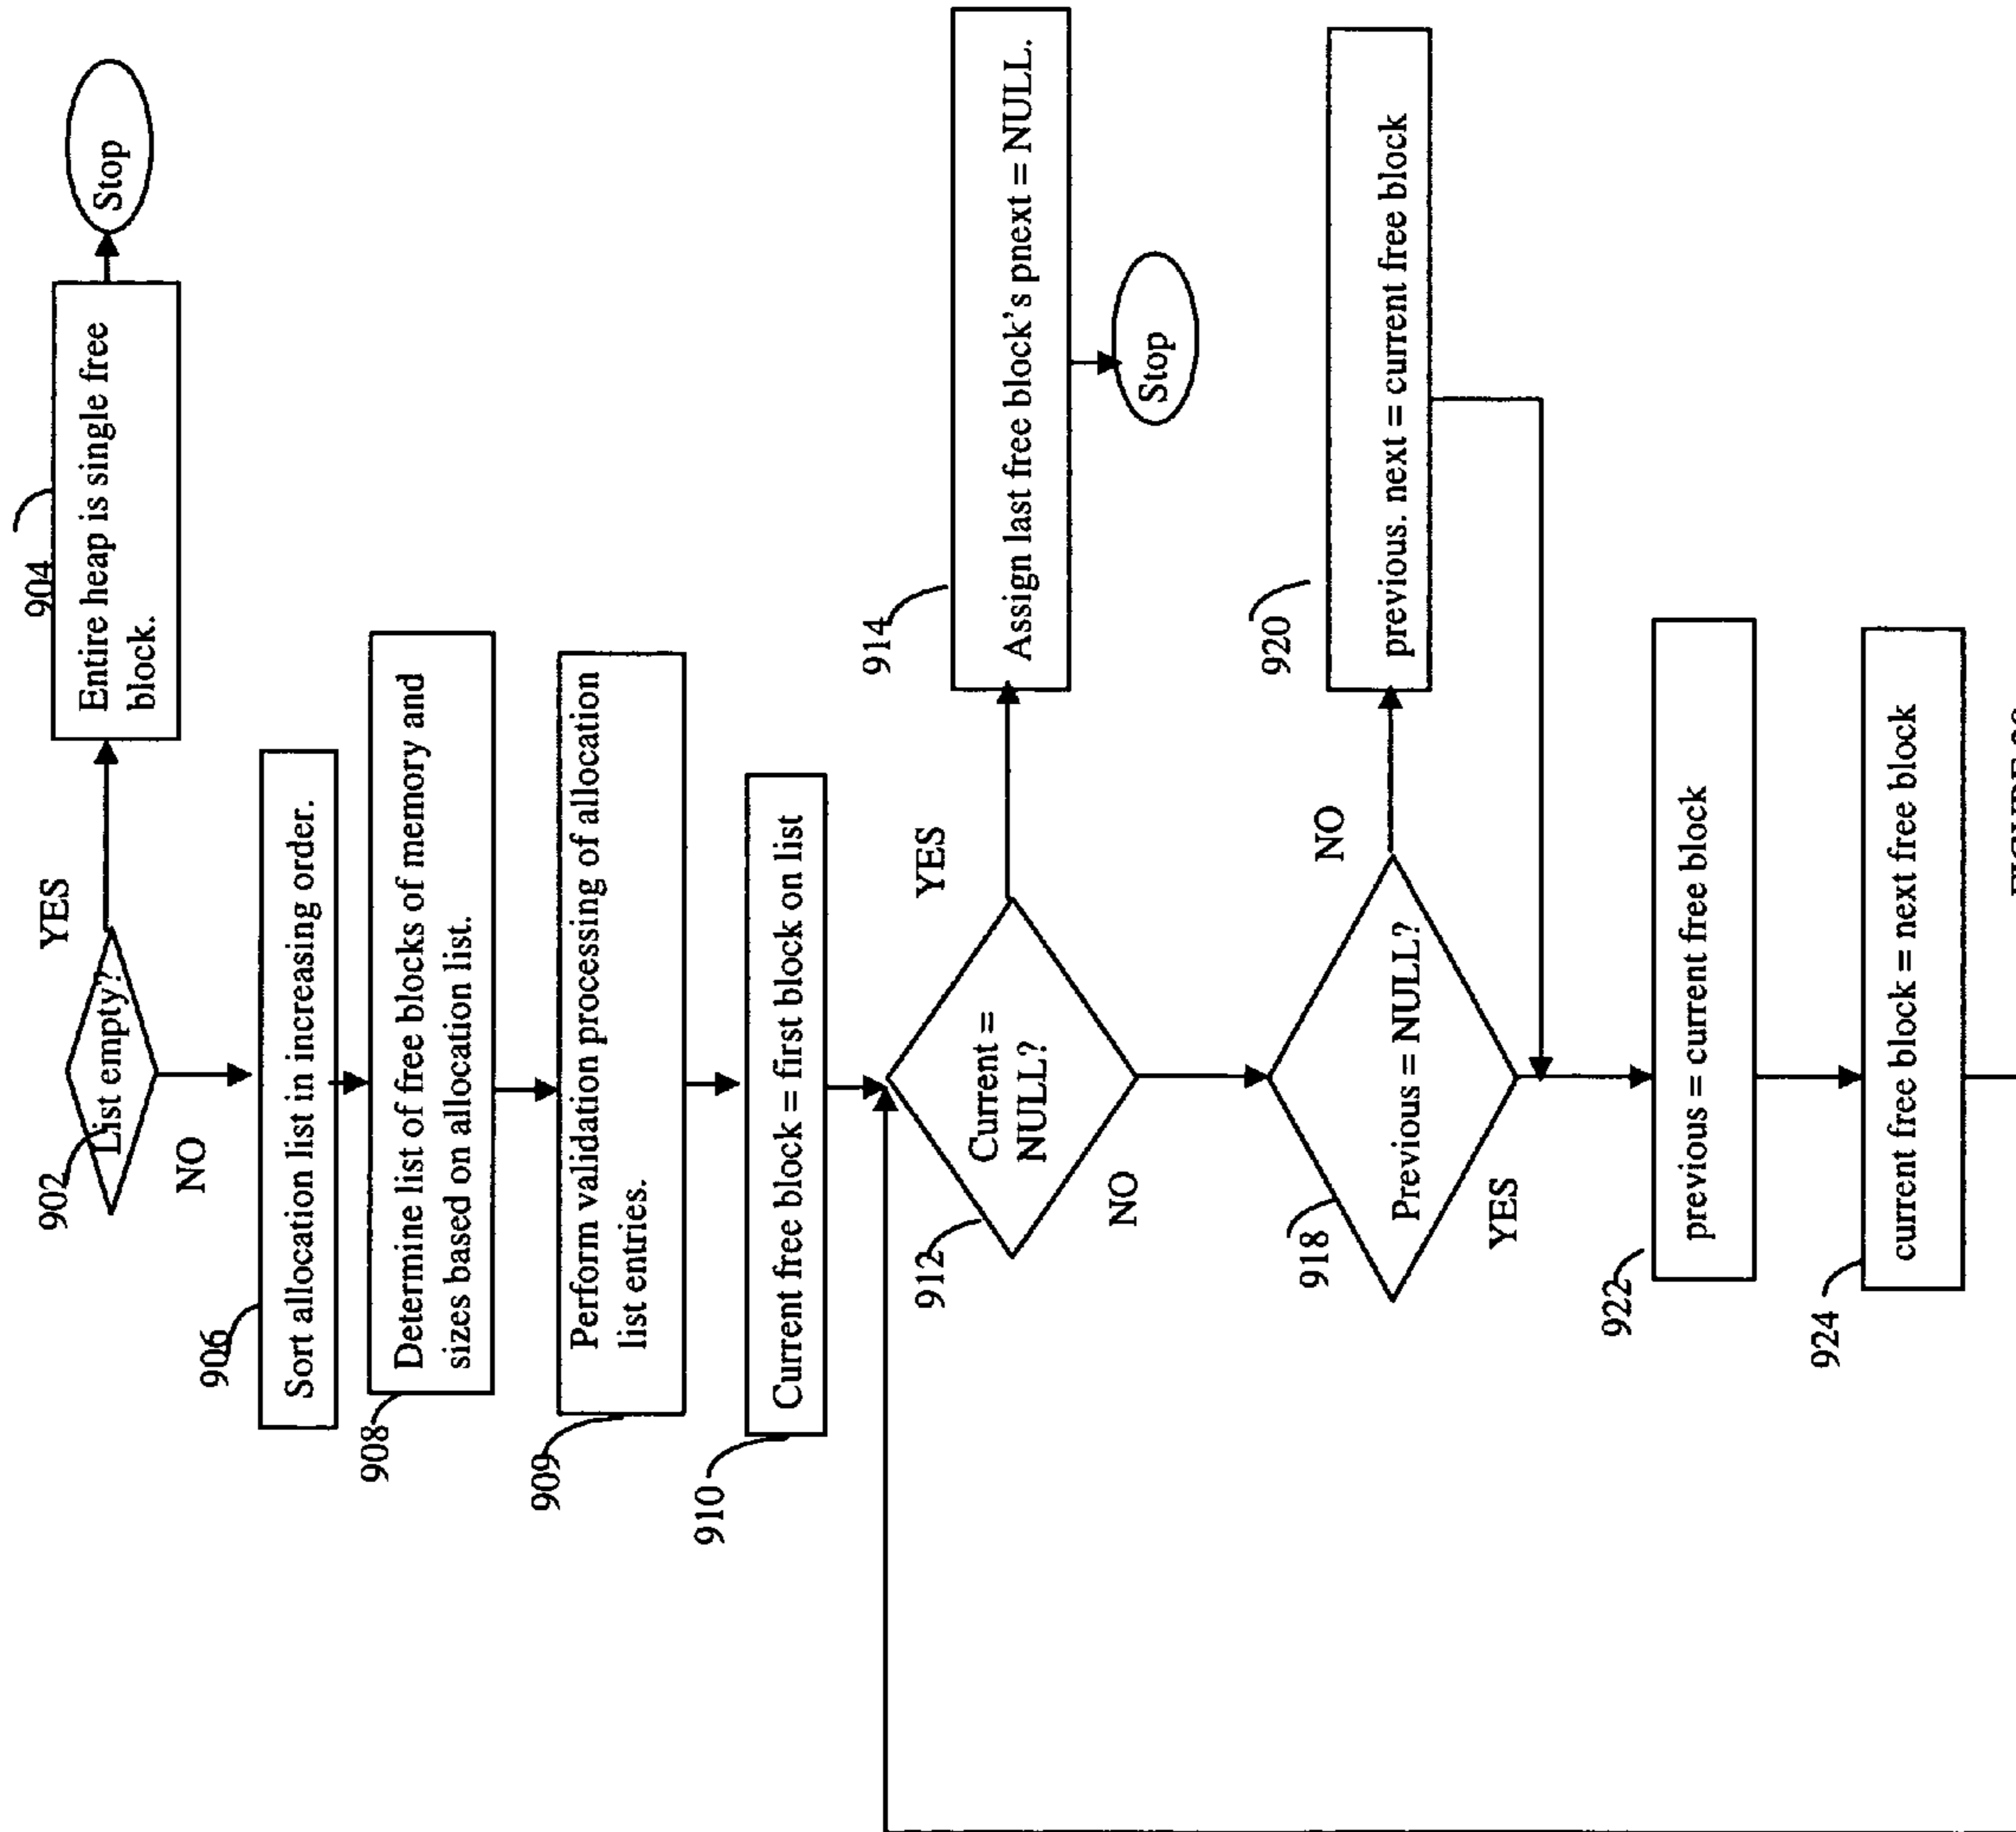 YES
902
List empty?
NO
904
Entire heap is single free
block.
Stop
906
Sort allocation list in increasing order.
908
Determine list of free blocks of memory and
sizes based on allocation list.
909
Perform validation processing of allocation
list entries.
910
Current free block = first block on list
912
Current =
NULL?
YES
NO
914
Assign last free block's pnext = NULL.
Stop
918
Previous = NULL?
NO
YES
920
previous. next = current free block
922
previous = current free block
924
current free block = next free block